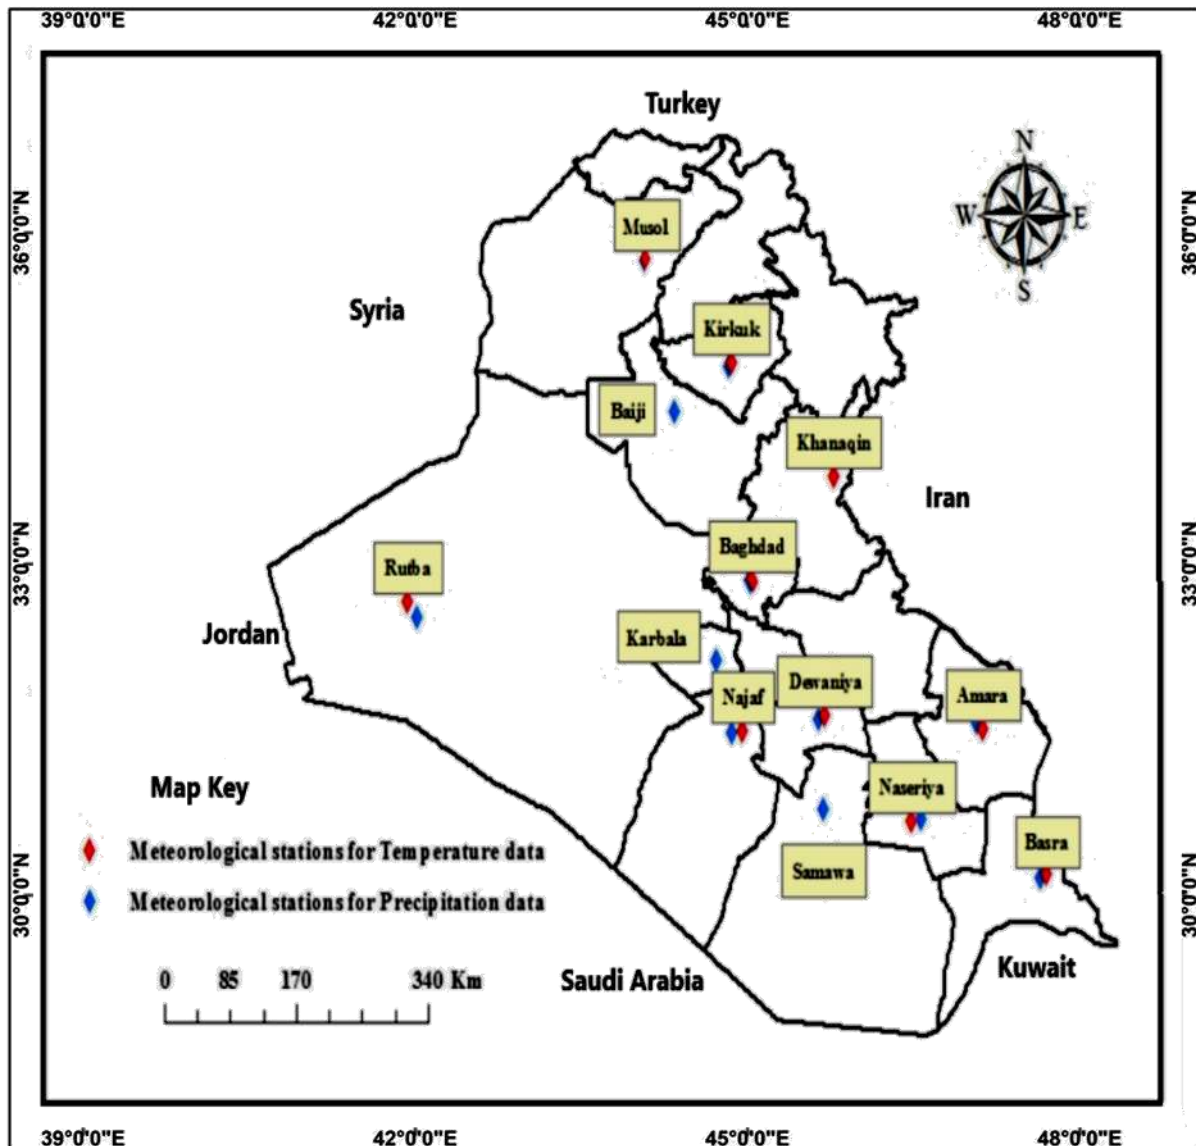 39°0'0"E 42°0'0"E 45°0'0"E 48°0'0"E
Turkey
N
W E
S
36°0'0"N
36°0'0"N
Musol
Syria
Kirkuk
Baiji
Khanaqin
Iran
Baghdad
33°0'0"N
33°0'0"N
Rutba
Jordan
Karbala
Najaf
Dewaniya
Amara
Map Key
Naseriya
Basra
Meteorological stations for Temperature data
Samawa
Meteorological stations for Precipitation data
30°0'0"N
30°0'0"N
Saudi Arabia
Kuwait
0 85 170 340 Km
39°0'0"E 42°0'0"E 45°0'0"E 48°0'0"E